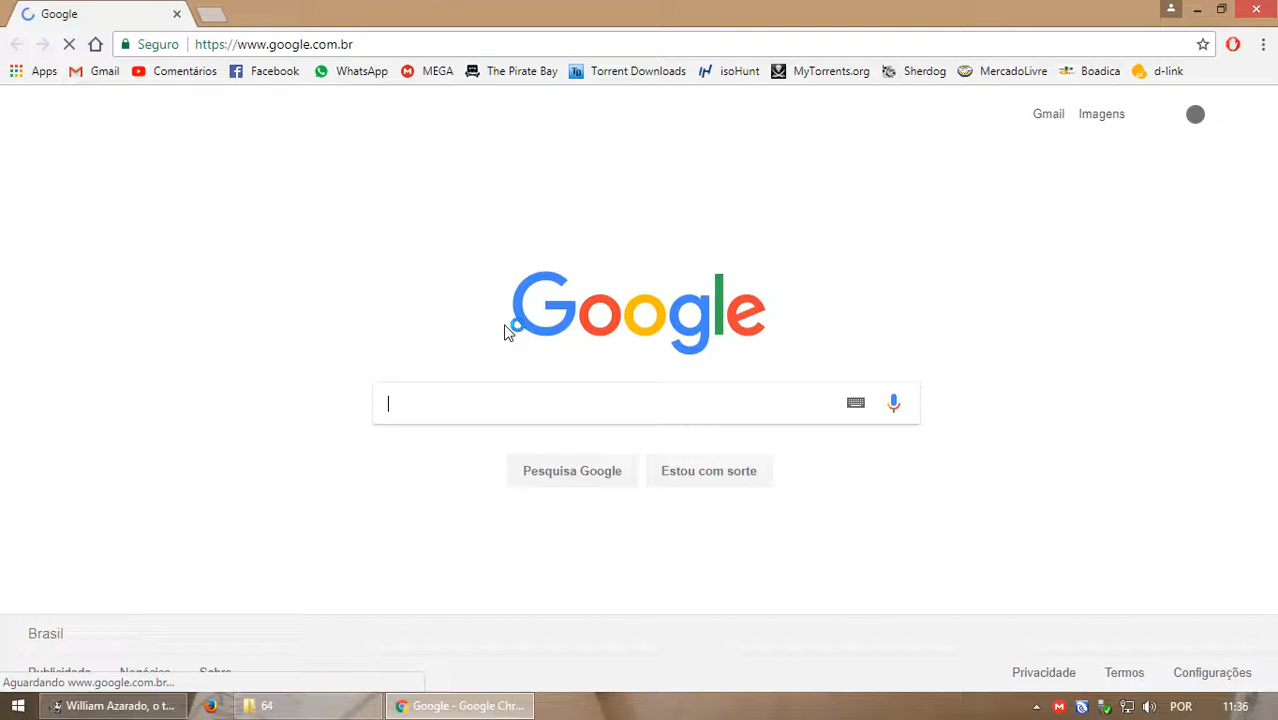 Google
Seguro https://www.google.com.br
Apps Gmail Comentários Facebook WhatsApp MEGA The Pirate Bay Torrent Downloads isoHunt MyTorrents.org Sherdog MercadoLivre Boadica d-link
Gmail Imagens
Google
Pesquisa Google Estou com sorte
Brasil
Publicidade Negócios Sobre Privacidade Termos Configurações
Aguardando www.google.com.br...
William Azarado, o t... 64 Google - Google Chr... POR 11:36